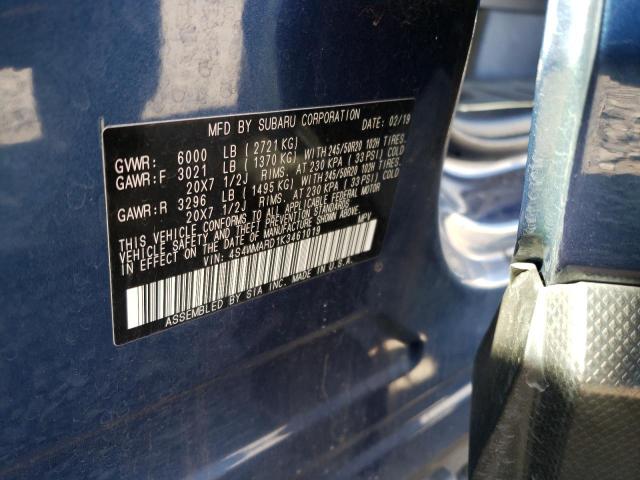 MFD BY SUBARU CORPORATION DATE: 02/19
GVWR: 6000 LB ( 2721 KG)
GAWR:F 3021 LB ( 1370 KG) WITH 245/50R20 102H TIRES,
20X7 1/2J RIMS, AT 230 KPA ( 33 PSI) COLD
GAWR:R 3296 LB ( 1495 KG) WITH 245/50R20 102H TIRES,
20X7 1/2J RIMS, AT 230 KPA ( 33 PSI) COLD
THIS VEHICLE CONFORMS TO ALL APPLICABLE FEDERAL MOTOR
VEHICLE SAFETY AND THEFT PREVENTION STANDARDS
IN EFFECT ON THE DATE OF MANUFACTURE SHOWN ABOVE.
VIN: 4S4WMARD1K3461019 MPV
ASSEMBLED BY SIA INC. MADE IN U.S.A.